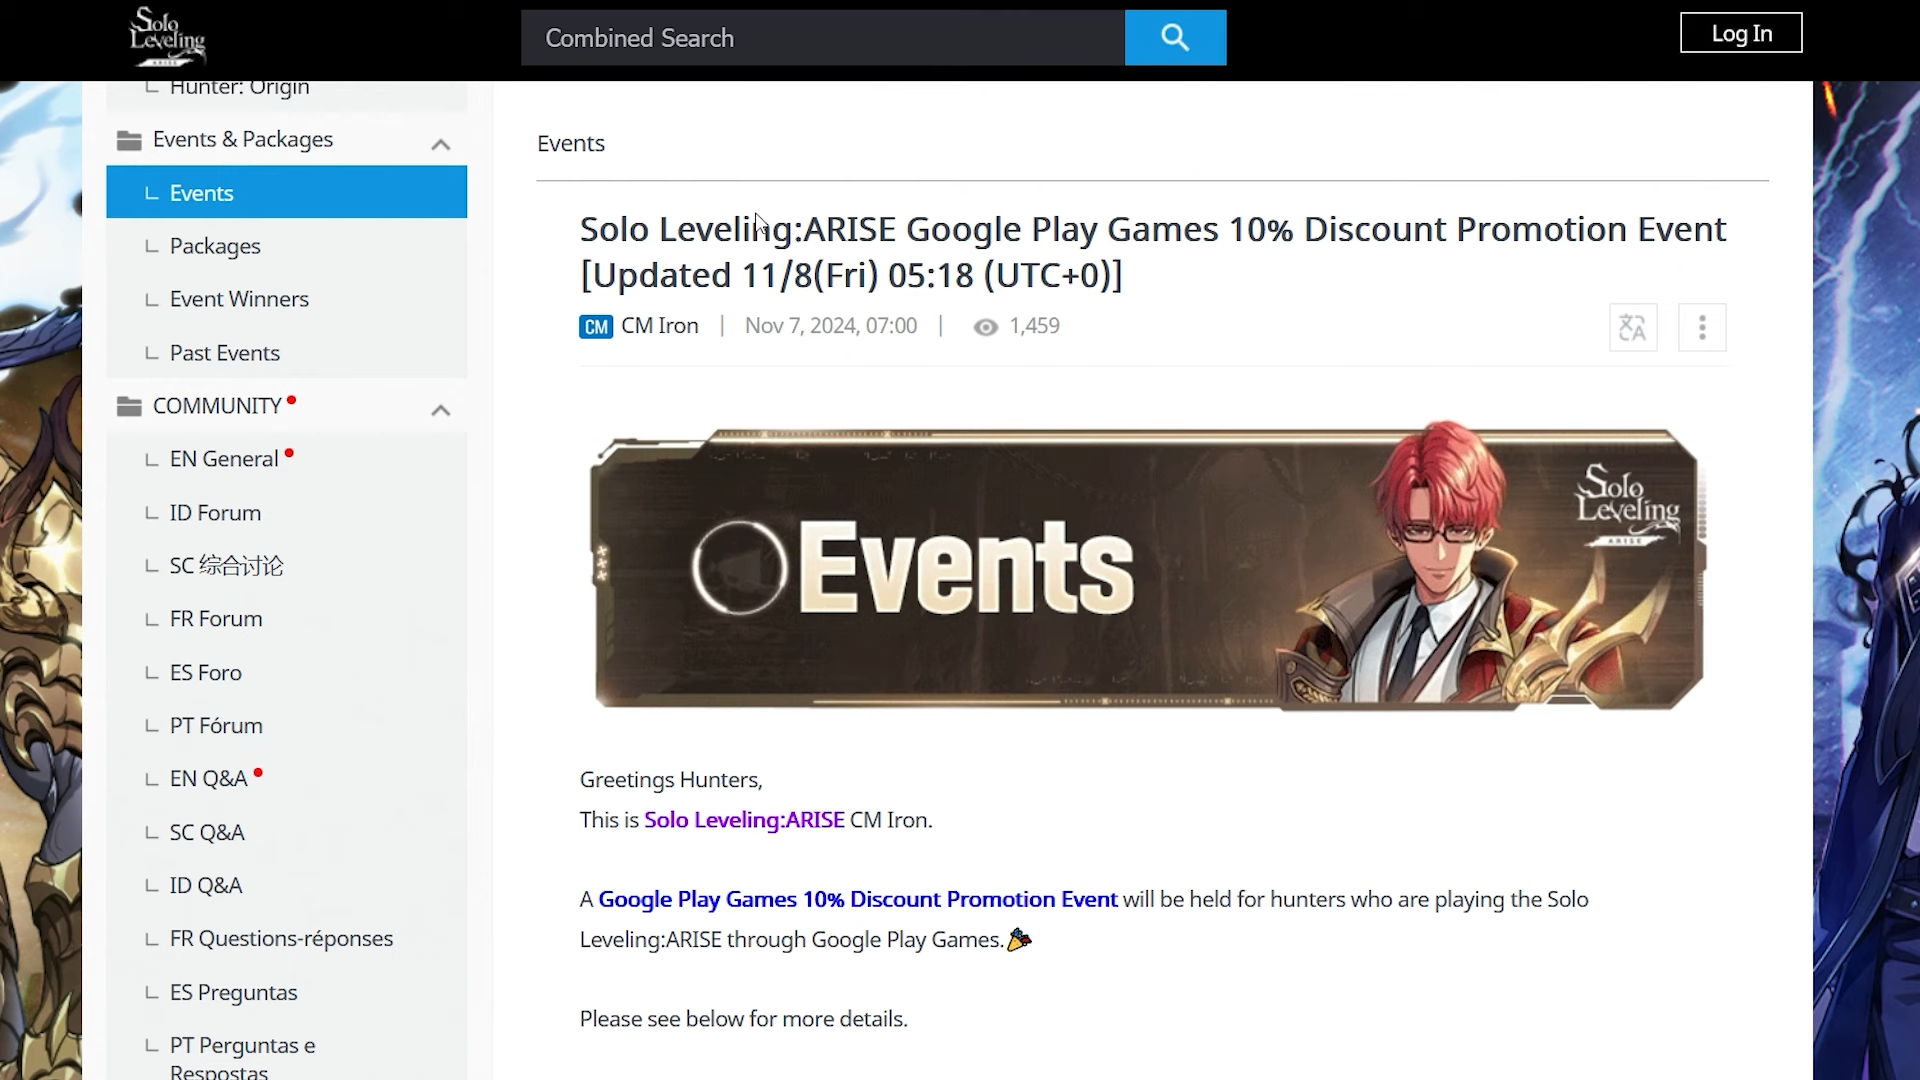 Solo
Leveling
ARISE
Combined Search
Log In
Hunter: Origin
Events & Packages
Events
Packages
Event Winners
Past Events
COMMUNITY
EN General
ID Forum
SC 综合讨论
FR Forum
ES Foro
PT Fórum
EN Q&A
SC Q&A
ID Q&A
FR Questions-réponses
ES Preguntas
PT Perguntas e
Respostas
Events
Solo Leveling:ARISE Google Play Games 10% Discount Promotion Event
[Updated 11/8(Fri) 05:18 (UTC+0)]
CM CM Iron | Nov 7, 2024, 07:00 | 1,459
Events
Solo
Leveling
ARISE
Greetings Hunters,
This is Solo Leveling:ARISE CM Iron.
A Google Play Games 10% Discount Promotion Event will be held for hunters who are playing the Solo
Leveling:ARISE through Google Play Games.🎉
Please see below for more details.